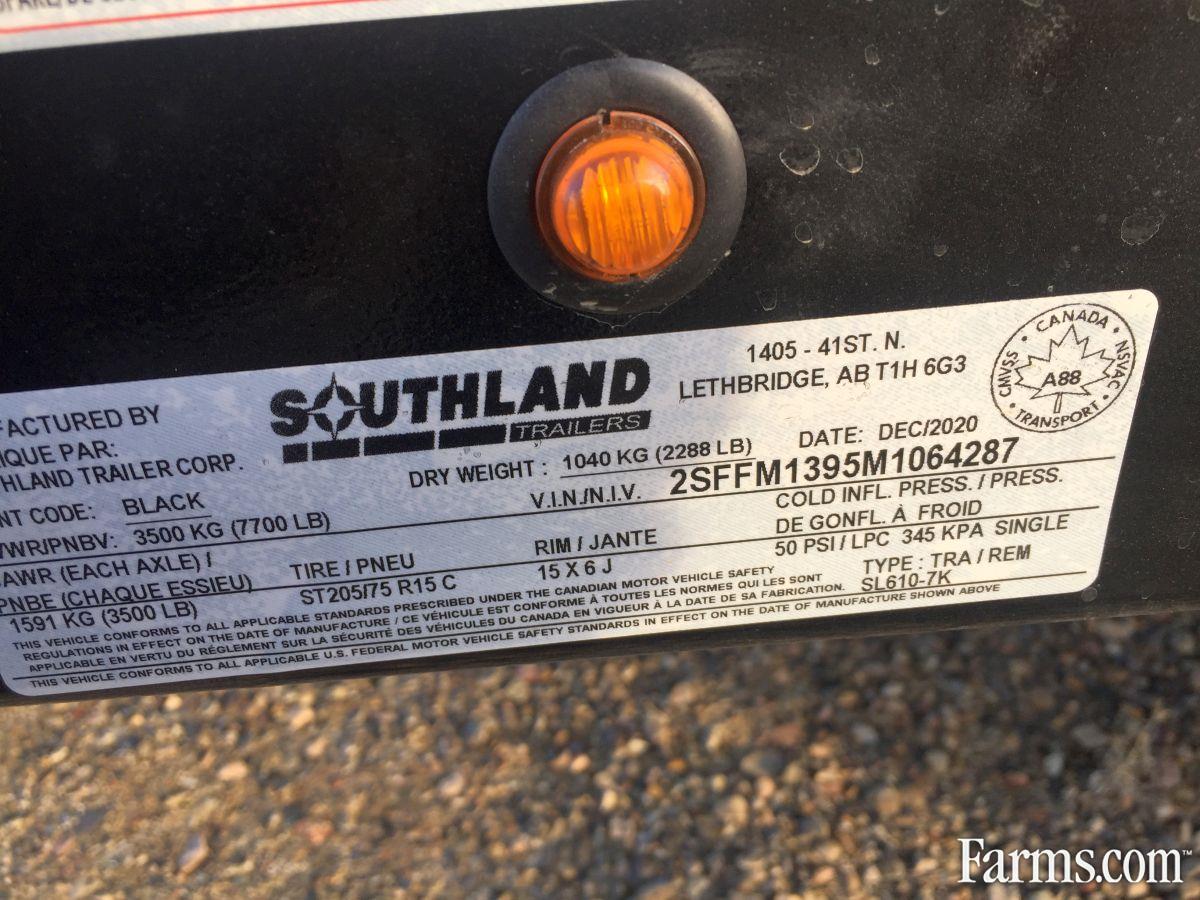 FACTURED BY
IQUE PAR:
HLAND TRAILER CORP.
SOUTHLAND
TRAILERS
1405 - 41ST. N.
LETHBRIDGE, AB T1H 6G3
CANADA
CMVSS
NSVAC
A88
TRANSPORT
NT CODE: BLACK
DRY WEIGHT : 1040 KG (2288 LB)
DATE: DEC/2020
VWR/PNBV: 3500 KG (7700 LB)
V.I.N./N.I.V. 2SFFM1395M1064287
AWR (EACH AXLE) /
PNBE (CHAQUE ESSIEU)
1591 KG (3500 LB)
TIRE / PNEU
ST205/75 R15 C
RIM / JANTE
15 X 6 J
COLD INFL. PRESS. / PRESS.
DE GONFL. À FROID
50 PSI / LPC 345 KPA SINGLE
TYPE : TRA / REM
SL610-7K
THIS VEHICLE CONFORMS TO ALL APPLICABLE STANDARDS PRESCRIBED UNDER THE CANADIAN MOTOR VEHICLE SAFETY
REGULATIONS IN EFFECT ON THE DATE OF MANUFACTURE / CE VÉHICULE EST CONFORME À TOUTES LES NORMES QUI LES SONT
APPLICABLE EN VERTU DU RÉGLEMENT SUR LA SÉCURITÉ DES VÉHICULES DU CANADA EN VIGUEUR À LA DATE DE SA FABRICATION.
THIS VEHICLE CONFORMS TO ALL APPLICABLE U.S. FEDERAL MOTOR VEHICLE SAFETY STANDARDS IN EFFECT ON THE DATE OF MANUFACTURE SHOWN ABOVE
Farms.com™